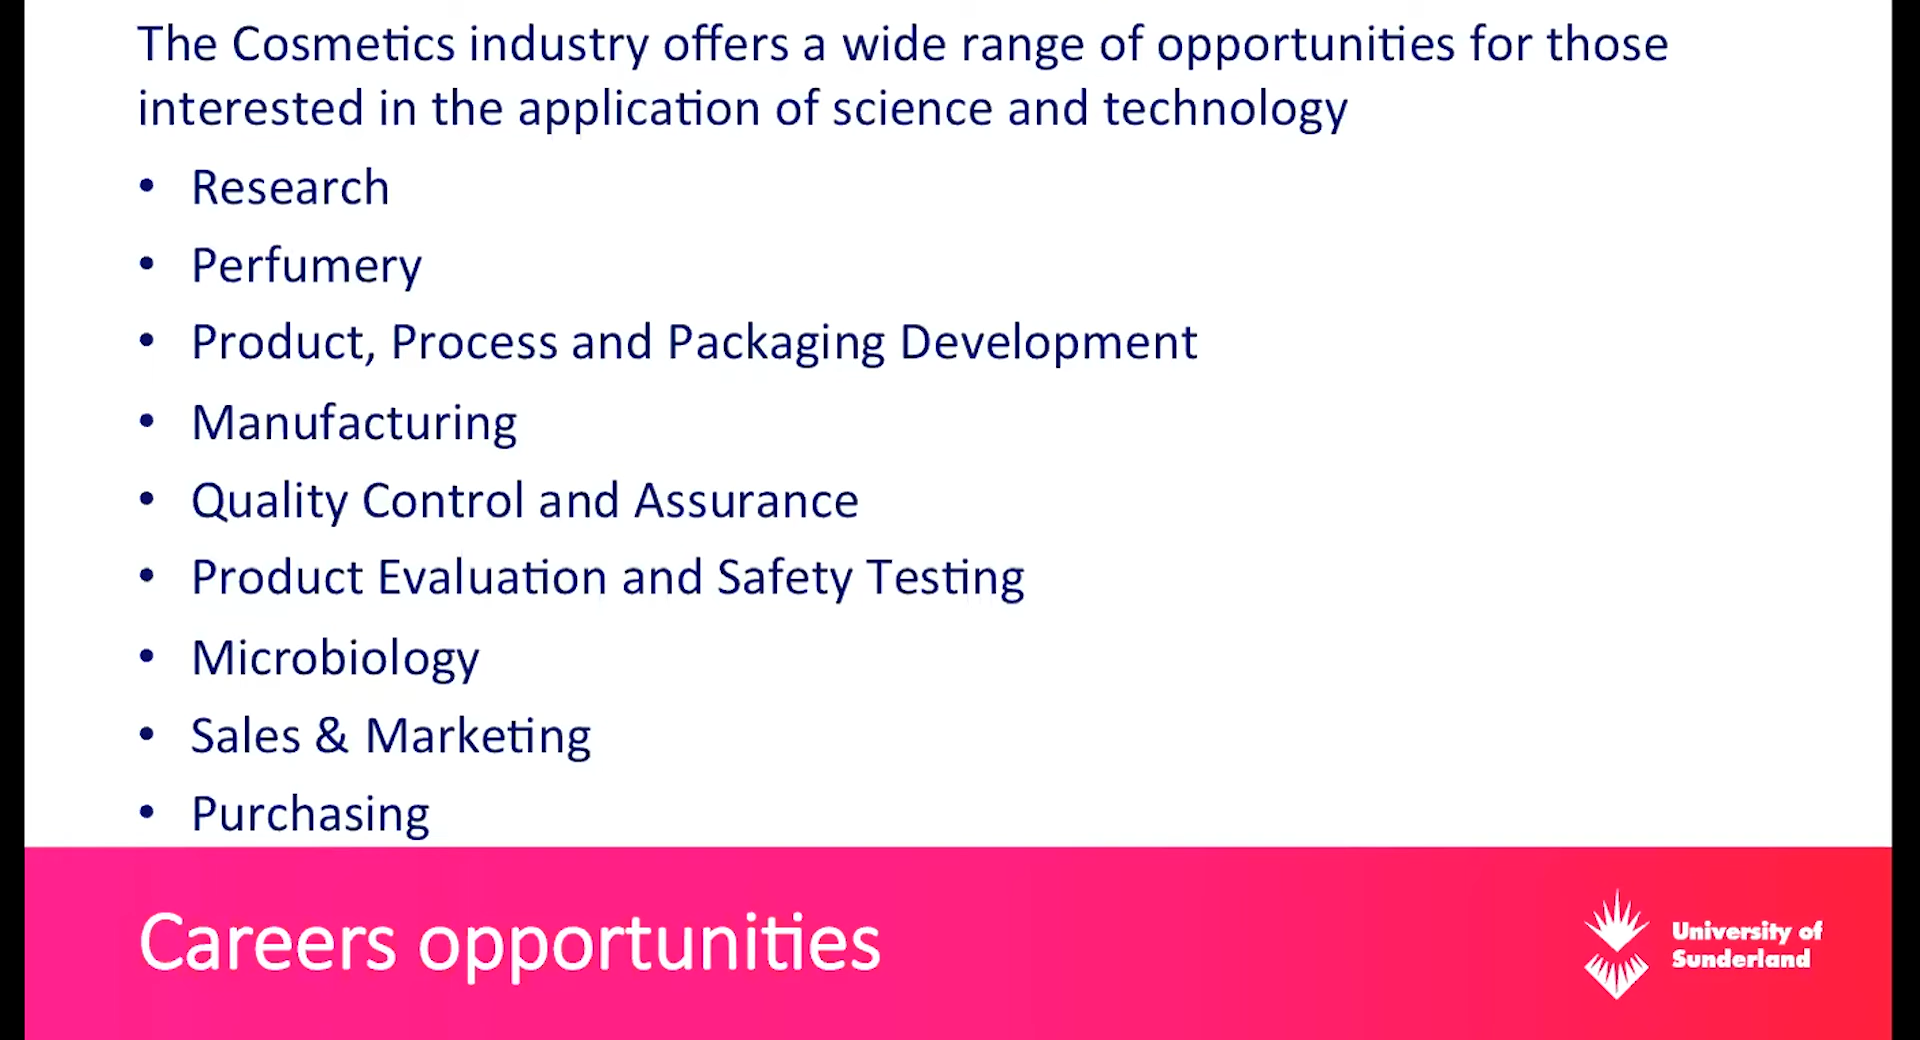 The Cosmetics industry offers a wide range of opportunities for those
interested in the application of science and technology
• Research
• Perfumery
• Product, Process and Packaging Development
• Manufacturing
• Quality Control and Assurance
• Product Evaluation and Safety Testing
• Microbiology
• Sales & Marketing
• Purchasing
Careers opportunities
University of
Sunderland